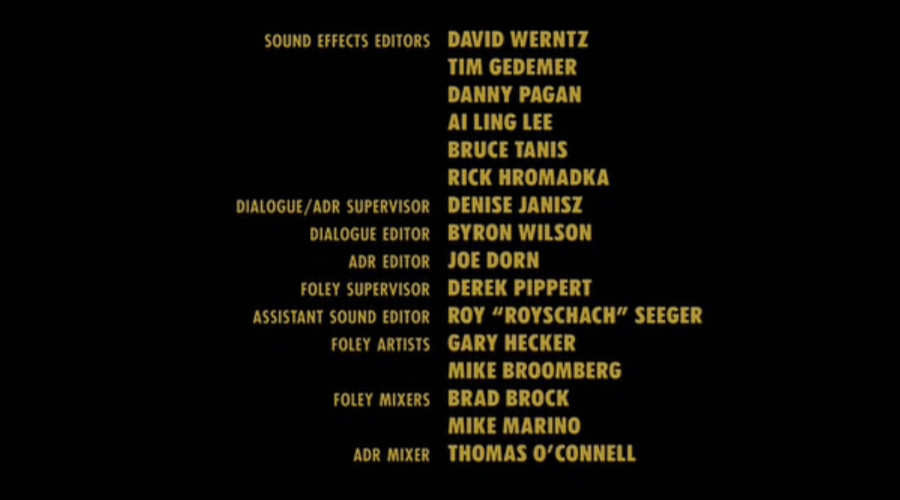 SOUND EFFECTS EDITORS DAVID WERNTZ
TIM GEDEMER
DANNY PAGAN
AI LING LEE
BRUCE TANIS
RICK HROMADKA
DIALOGUE/ADR SUPERVISOR DENISE JANISZ
DIALOGUE EDITOR BYRON WILSON
ADR EDITOR JOE DORN
FOLEY SUPERVISOR DEREK PIPPERT
ASSISTANT SOUND EDITOR ROY “ROYSCHACH” SEEGER
FOLEY ARTISTS GARY HECKER
MIKE BROOMBERG
FOLEY MIXERS BRAD BROCK
MIKE MARINO
ADR MIXER THOMAS O’CONNELL